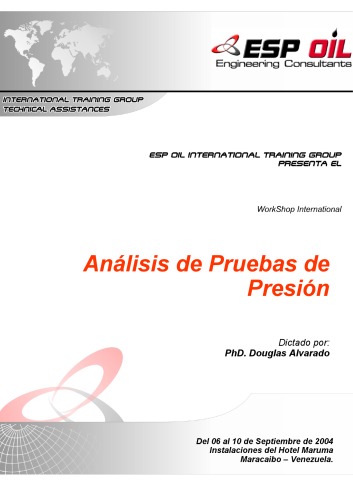 ESP OIL
Engineering Consultants
INTERNATIONAL TRAINING GROUP
TECHNICAL ASSISTANCES
ESP OIL INTERNATIONAL TRAINING GROUP
PRESENTA EL
WorkShop International
Análisis de Pruebas de
Presión
Dictado por:
PhD. Douglas Alvarado
Del 06 al 10 de Septiembre de 2004
Instalaciones del Hotel Maruma
Maracaibo – Venezuela.